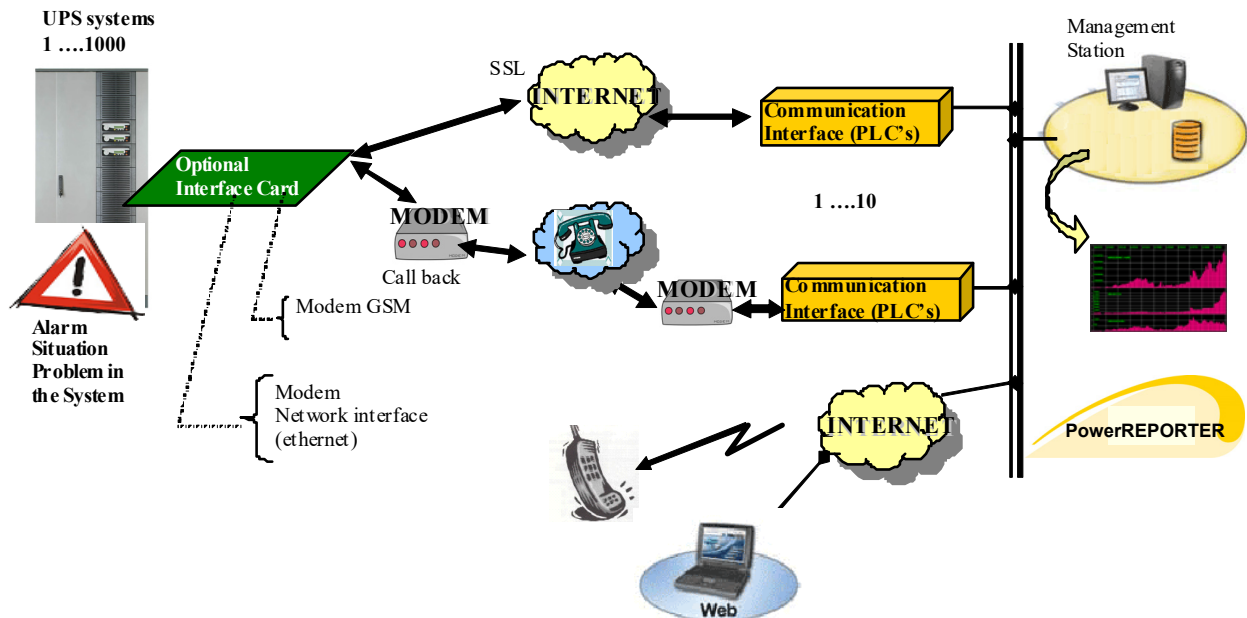 UPS systems
1 ….1000
Management
Station
SSL
INTERNET
Communication
Interface (PLC's)
Optional
Interface Card
1 ….10
MODEM
Call back
MODEM
Communication
Interface (PLC's)
Modem GSM
Alarm
Situation
Problem in
the System
Modem
Network interface
(ethernet)
INTERNET
PowerREPORTER
Web